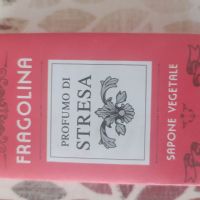 FRAGOLINA
PROFUMO DI
STRESA
SAPONE VEGETALE